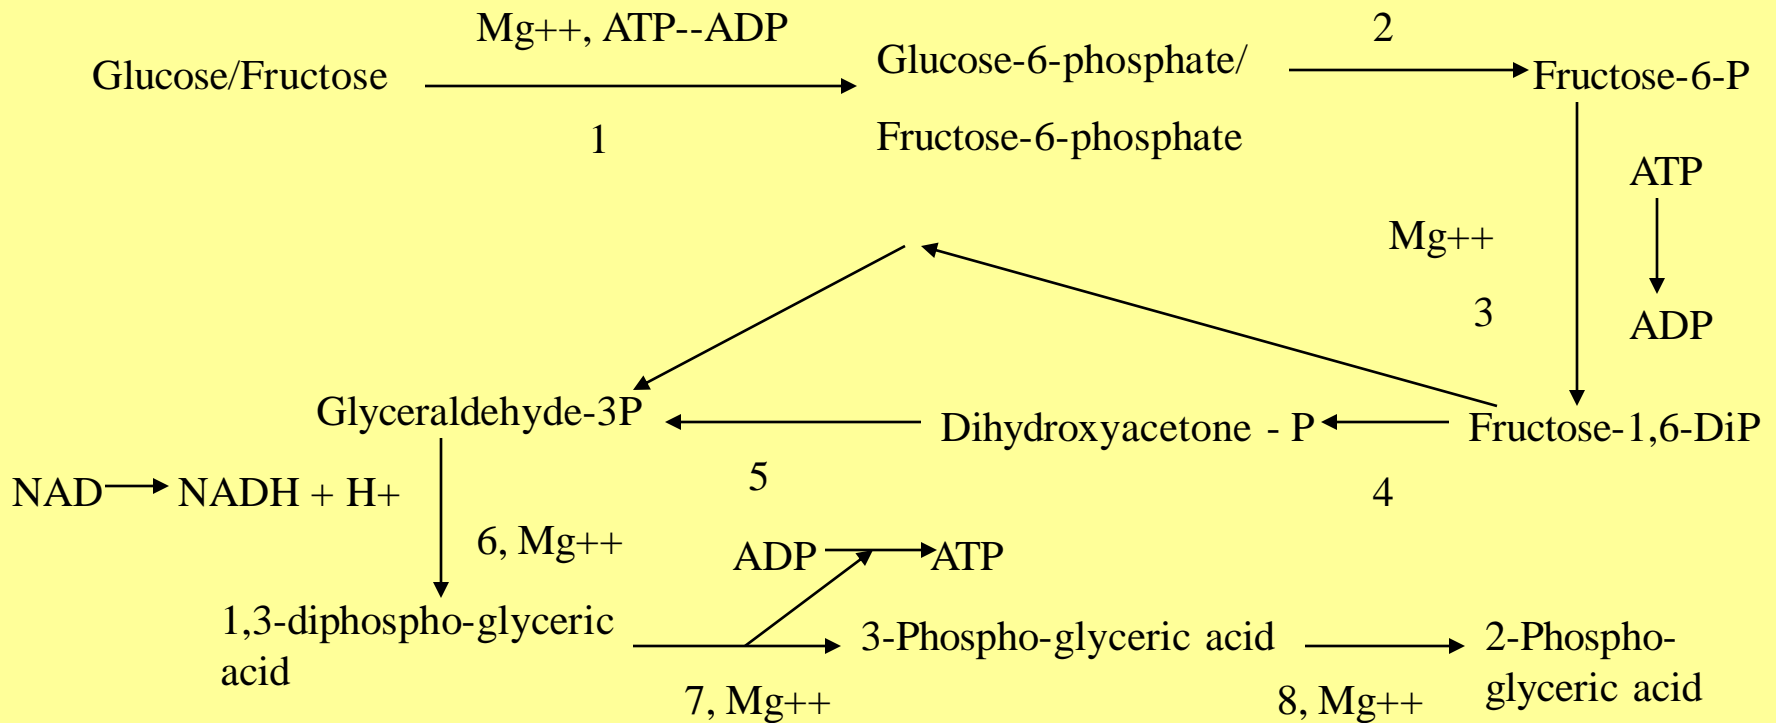 Mg++, ATP--ADP
2
Glucose/Fructose
Glucose-6-phosphate/
Fructose-6-P
1
Fructose-6-phosphate
ATP
Mg++
3
ADP
Glyceraldehyde-3P
Dihydroxyacetone - P
Fructose-1,6-DiP
5
4
NAD
NADH + H+
6, Mg++
ADP
ATP
1,3-diphospho-glyceric
acid
3-Phospho-glyceric acid
2-Phospho-
glyceric acid
7, Mg++
8, Mg++